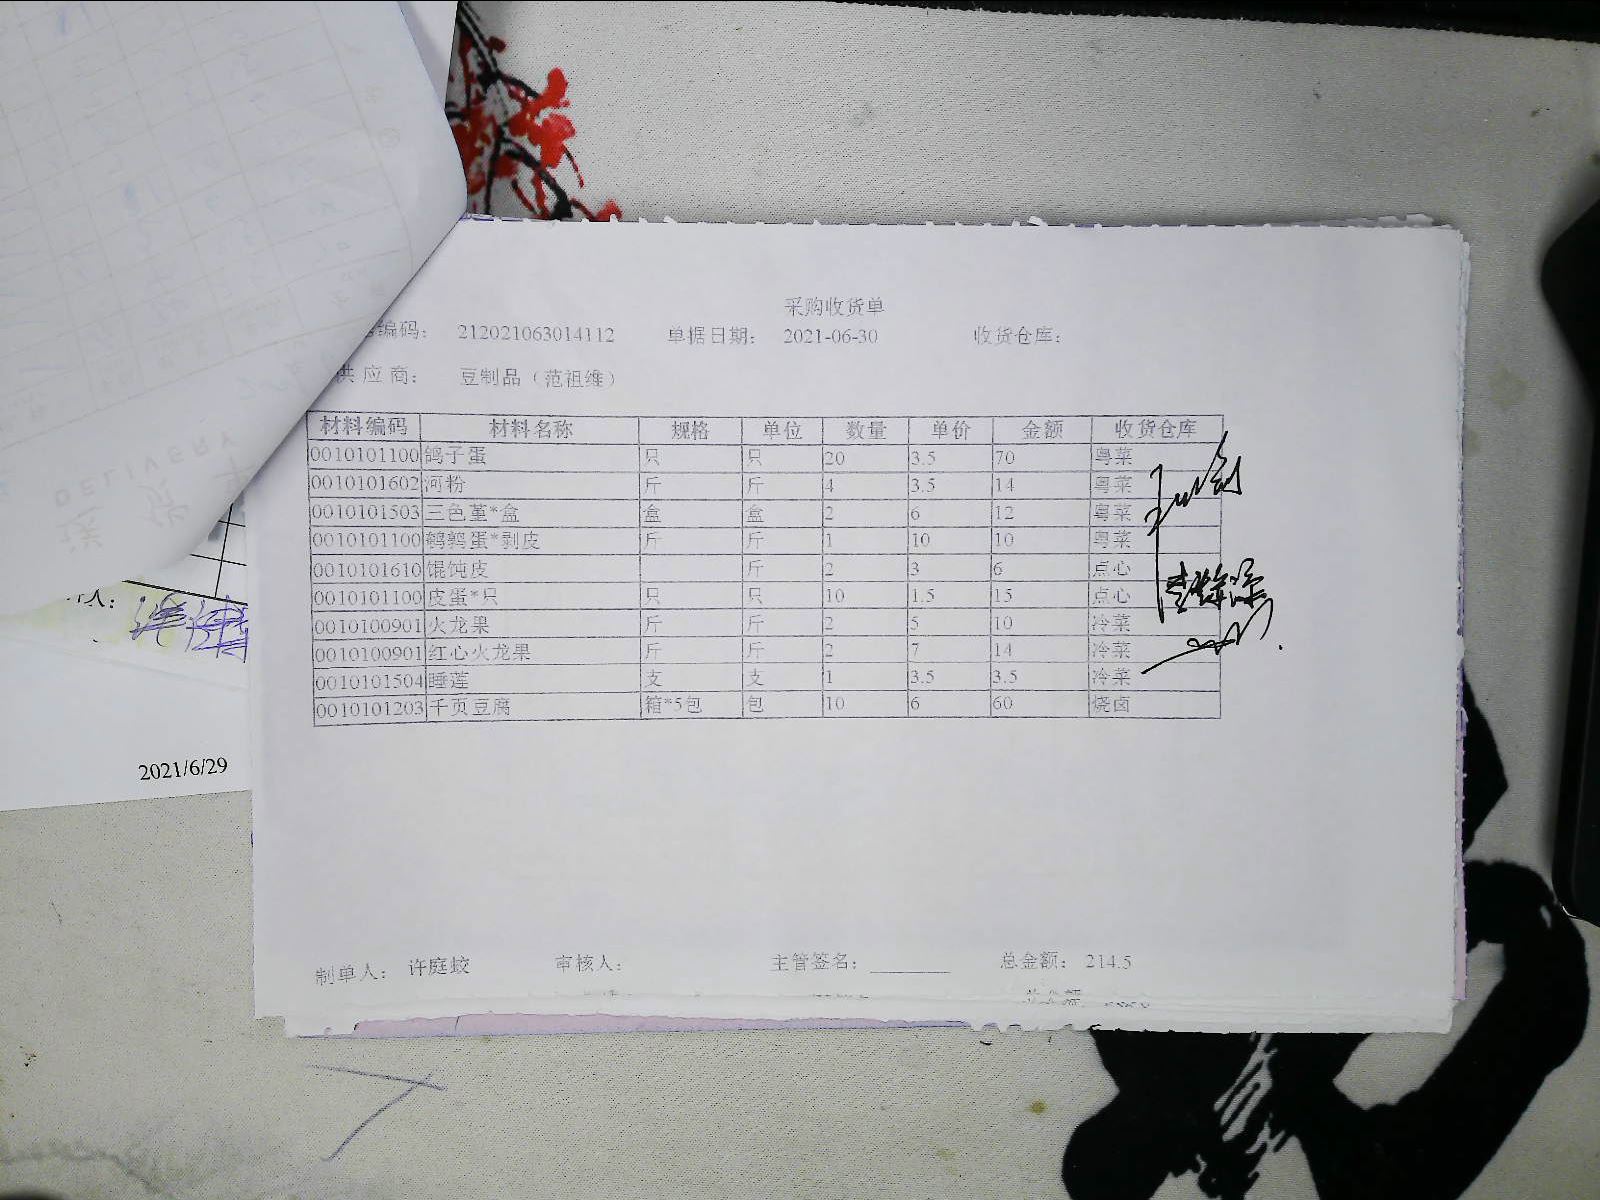 采购收货单
编码： 212021063014112 单据日期： 2021-06-30 收货仓库：
供应商： 豆制品（范祖维）
材料编码 材料名称 规格 单位 数量 单价 金额 收货仓库
0010101100 鸽子蛋 只 只 20 3.5 70 粤菜
0010101602 河粉 斤 斤 4 3.5 14 粤菜
0010101503 三色堇*盒 盒 盒 2 6 12 粤菜
0010101100 鹌鹑蛋*剥皮 斤 斤 1 10 10 粤菜
0010101610 馄饨皮 斤 2 3 6 点心
0010101100 皮蛋*只 只 只 10 1.5 15 点心
0010100901 火龙果 斤 斤 2 5 10 冷菜
0010100901 红心火龙果 斤 斤 2 7 14 冷菜
0010101504 睡莲 支 支 1 3.5 3.5 冷菜
0010101203 千页豆腐 箱*5包 包 10 6 60 烧卤
制单人： 许庭蛟 审核人： 主管签名： 总金额： 214.5
人：
2021/6/29
DELIVERY